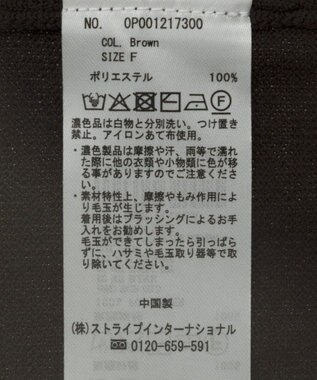 NO. 0P001217300
COL. Brown
SIZE F
ポリエステル 100%
濃色品は白物と分別洗い。つけ置き
禁止。アイロンあて布使用。
・濃色製品は摩擦や汗、雨等で濡れ
た際に他の衣類や小物類に色が移
る事がありますのでご注意くださ
い。
・素材特性上、摩擦やもみ作用によ
り毛玉が生じます。
着用後はブラッシングによるお手
入れをお勧めします。
毛玉ができてしまったら引っぱら
ずに、ハサミや毛玉取り器等で取
り除いてください。
中国製
(株)ストライプインターナショナル
0120-659-591